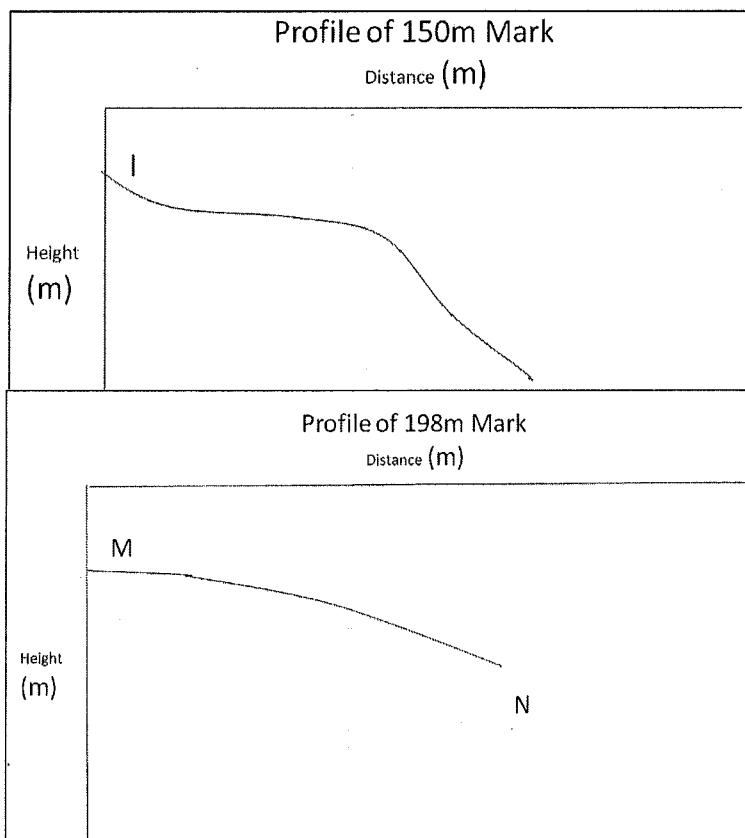 Profile of 150m Mark
Distance (m)
I
Height
(m)
Profile of 198m Mark
Distance (m)
M
Height
(m)
N